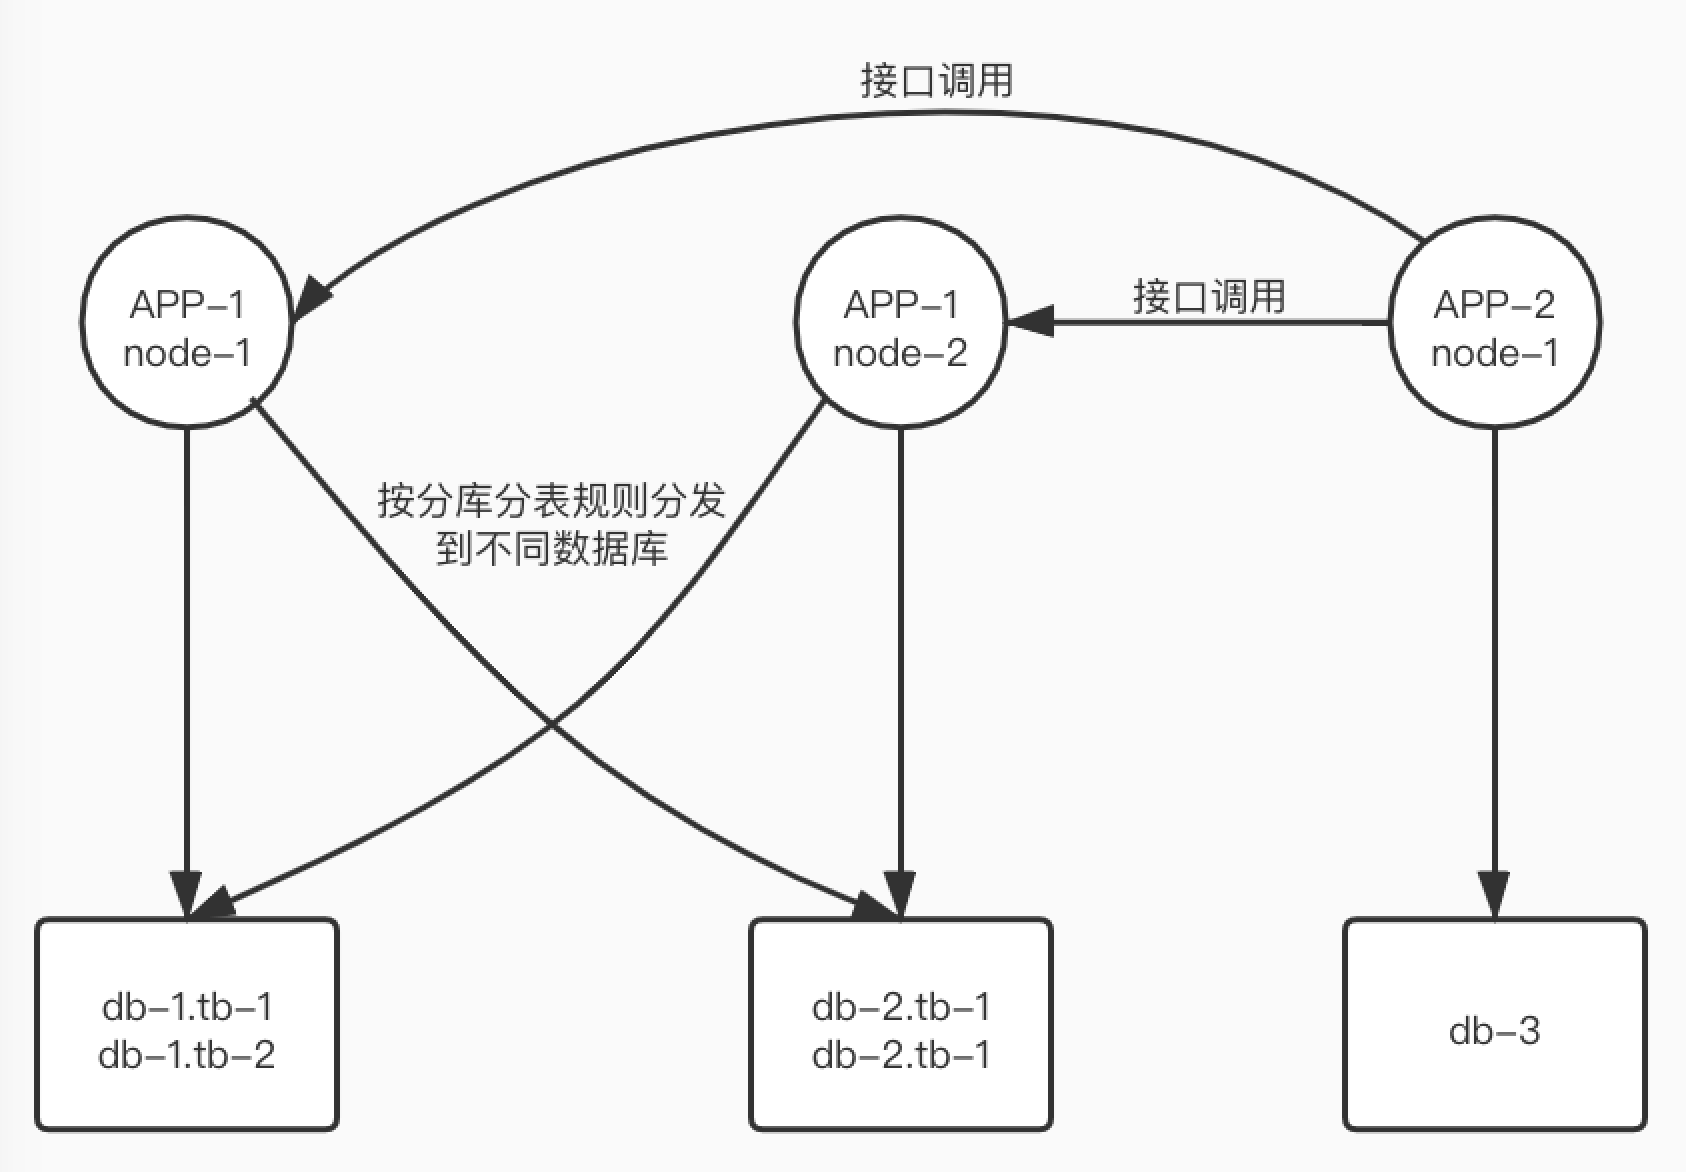 接口调用
接口调用
APP-1
node-1
APP-1
node-2
APP-2
node-1
按分库分表规则分发
到不同数据库
db-1.tb-1
db-1.tb-2
db-2.tb-1
db-2.tb-1
db-3